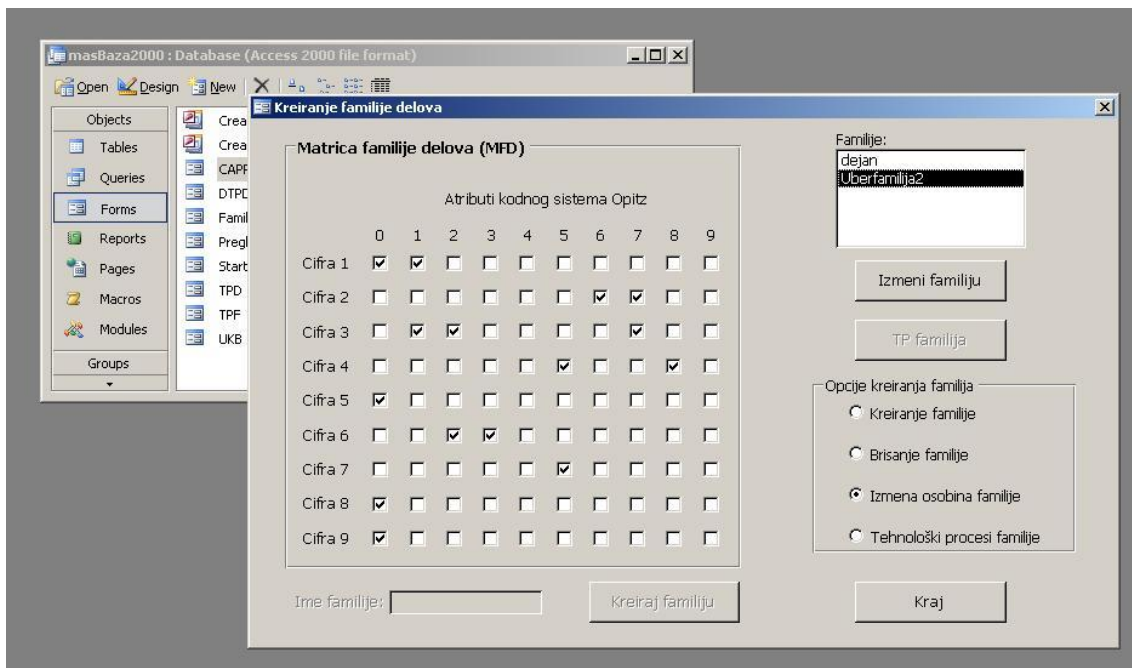 masBaza2000 : Database (Access 2000 file format)
Open Design New
Objects
Tables
Queries
Forms
Reports
Pages
Macros
Modules
Groups
Crea
Crea
CAPP
DTPD
Famil
Pregl
Start
TPD
TPF
UKB
Kreiranje familije delova
Matrica familije delova (MFD)
Atributi kodnog sistema Opitz
0 1 2 3 4 5 6 7 8 9
Cifra 1
Cifra 2
Cifra 3
Cifra 4
Cifra 5
Cifra 6
Cifra 7
Cifra 8
Cifra 9
Ime familije:
Kreiraj familiju
Familije:
dejan
Uberfamilija2
Izmeni familiju
TP familija
Opcije kreiranja familija
Kreiranje familije
Brisanje familije
Izmena osobina familije
Tehnološki procesi familije
Kraj